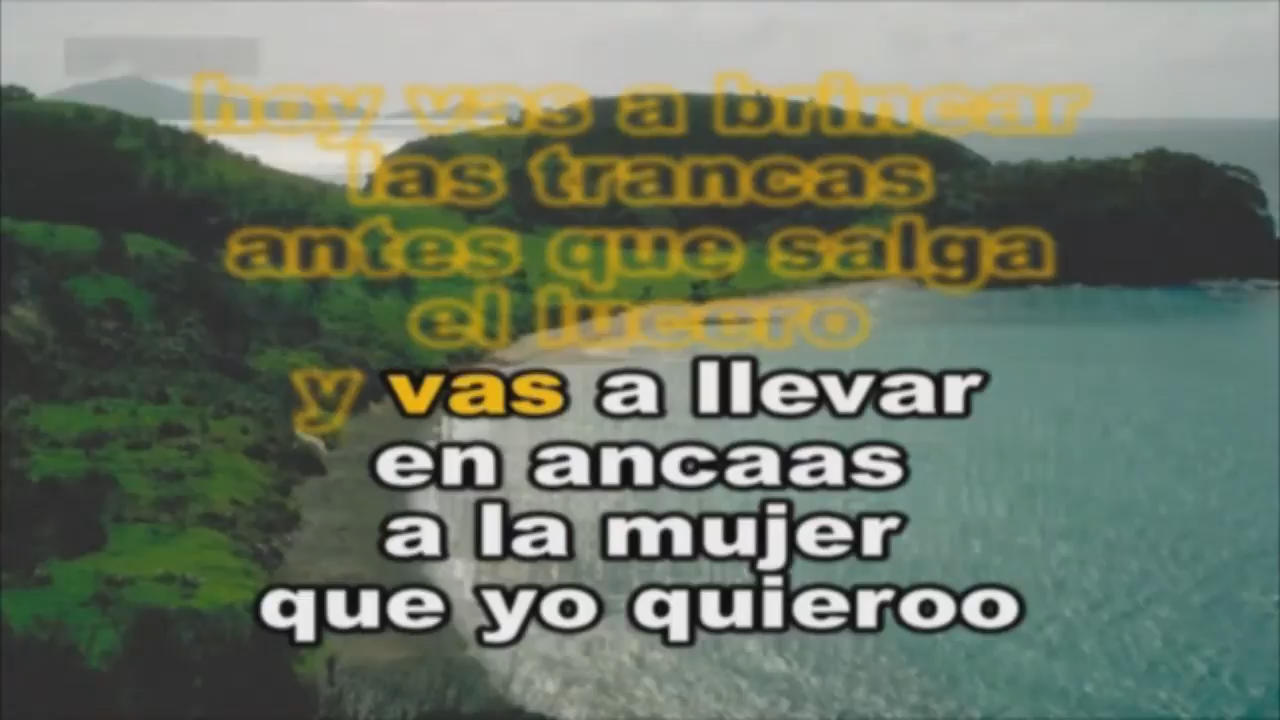 hoy vas a brincar
las trancas
antes que salga
el lucero
y vas a llevar
en ancaas
a la mujer
que yo quieroo